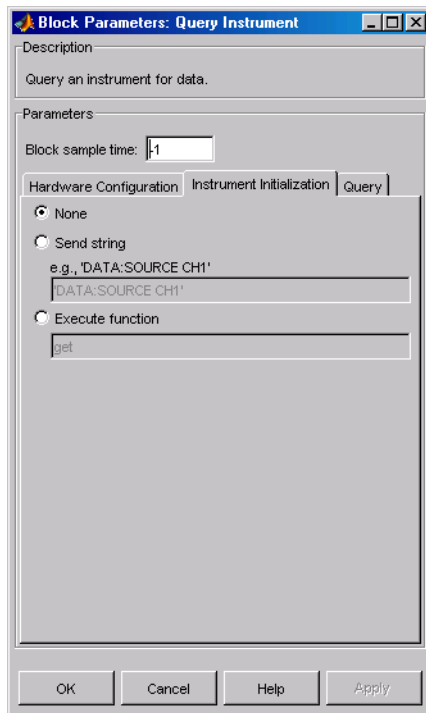 Block Parameters: Query Instrument
Description
Query an instrument for data.
Parameters
Block sample time: -1
Hardware Configuration Instrument Initialization Query
None
Send string
e.g., 'DATA:SOURCE CH1'
'DATA:SOURCE CH1'
Execute function
get
OK Cancel Help Apply